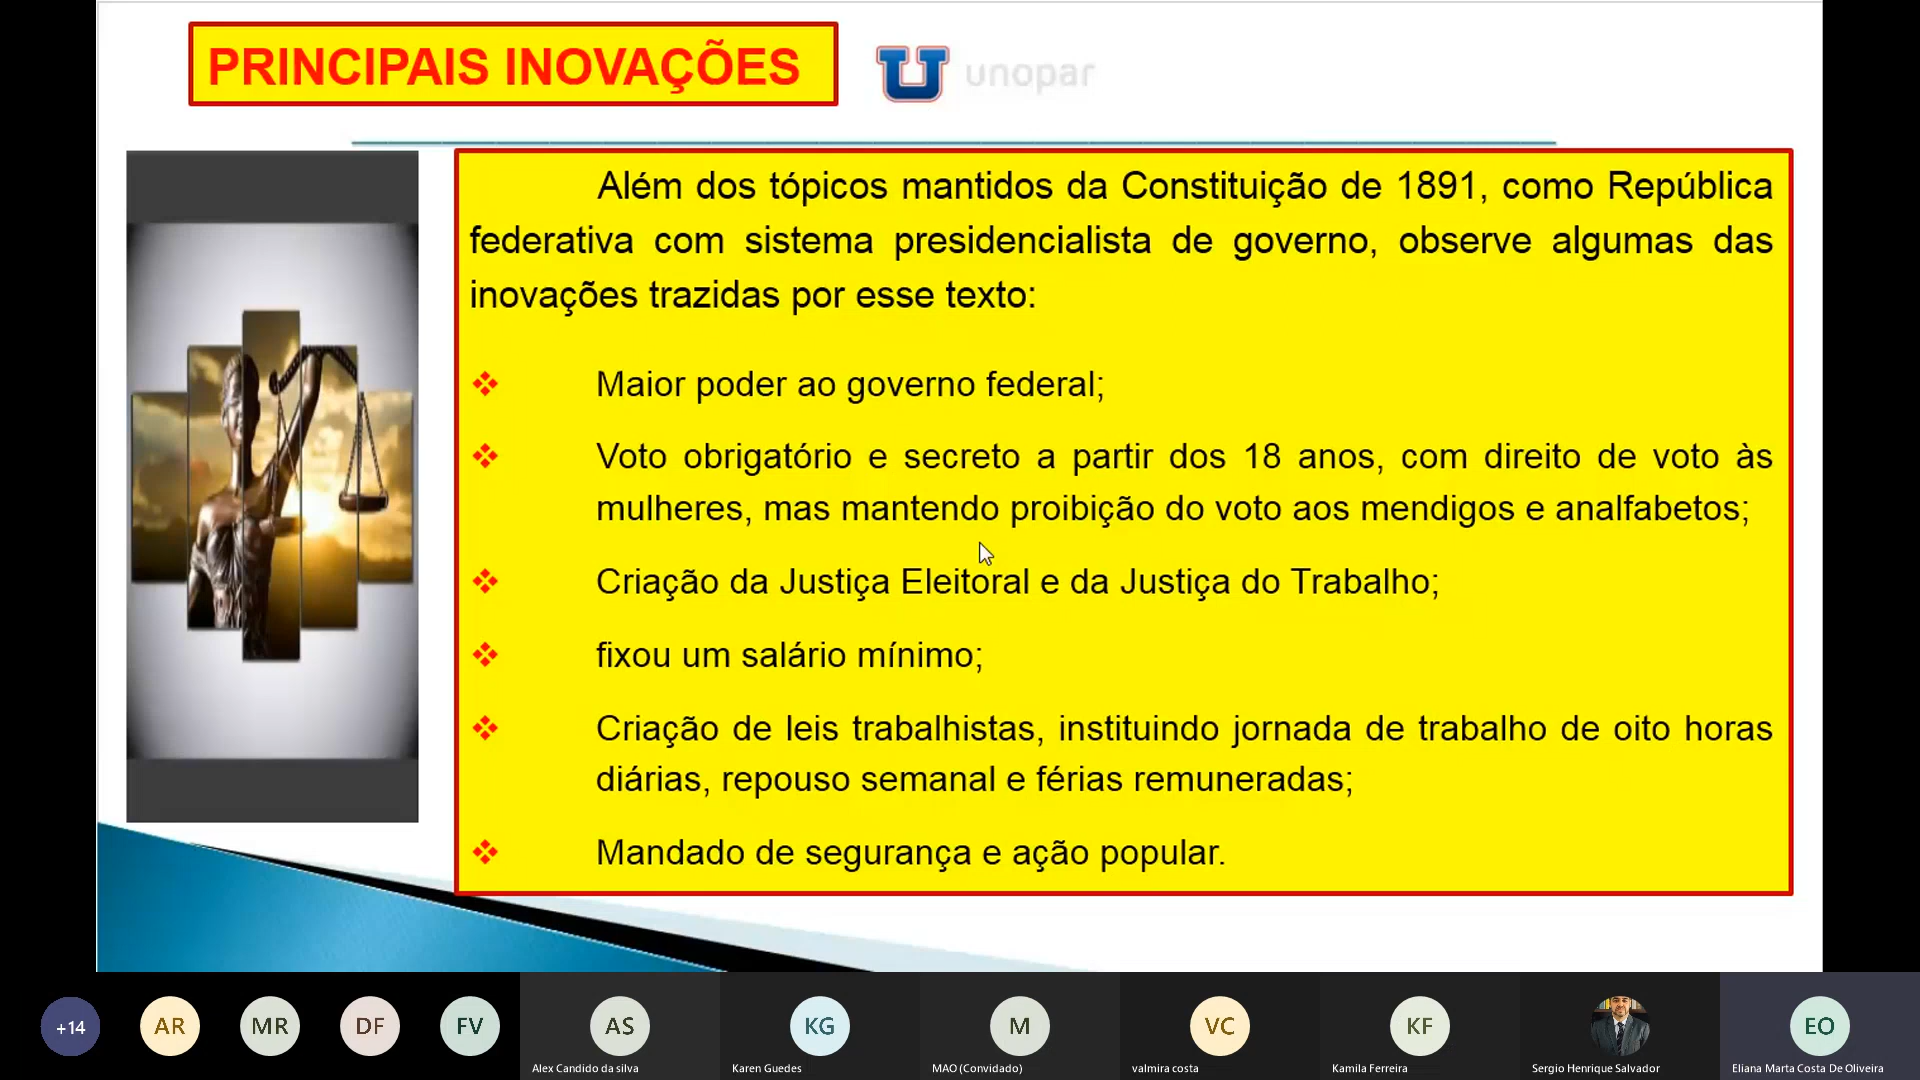 PRINCIPAIS INOVAÇÕES
unopar
Além dos tópicos mantidos da Constituição de 1891, como República
federativa com sistema presidencialista de governo, observe algumas das
inovações trazidas por esse texto:
Maior poder ao governo federal;
Voto obrigatório e secreto a partir dos 18 anos, com direito de voto às
mulheres, mas mantendo proibição do voto aos mendigos e analfabetos;
Criação da Justiça Eleitoral e da Justiça do Trabalho;
fixou um salário mínimo;
Criação de leis trabalhistas, instituindo jornada de trabalho de oito horas
diárias, repouso semanal e férias remuneradas;
Mandado de segurança e ação popular.
+14 AR MR DF FV AS KG M VC KF EO
Alex Candido da silva Karen Guedes MAO (Convidado) valmira costa Kamila Ferreira Sergio Henrique Salvador Eliana Marta Costa De Oliveira